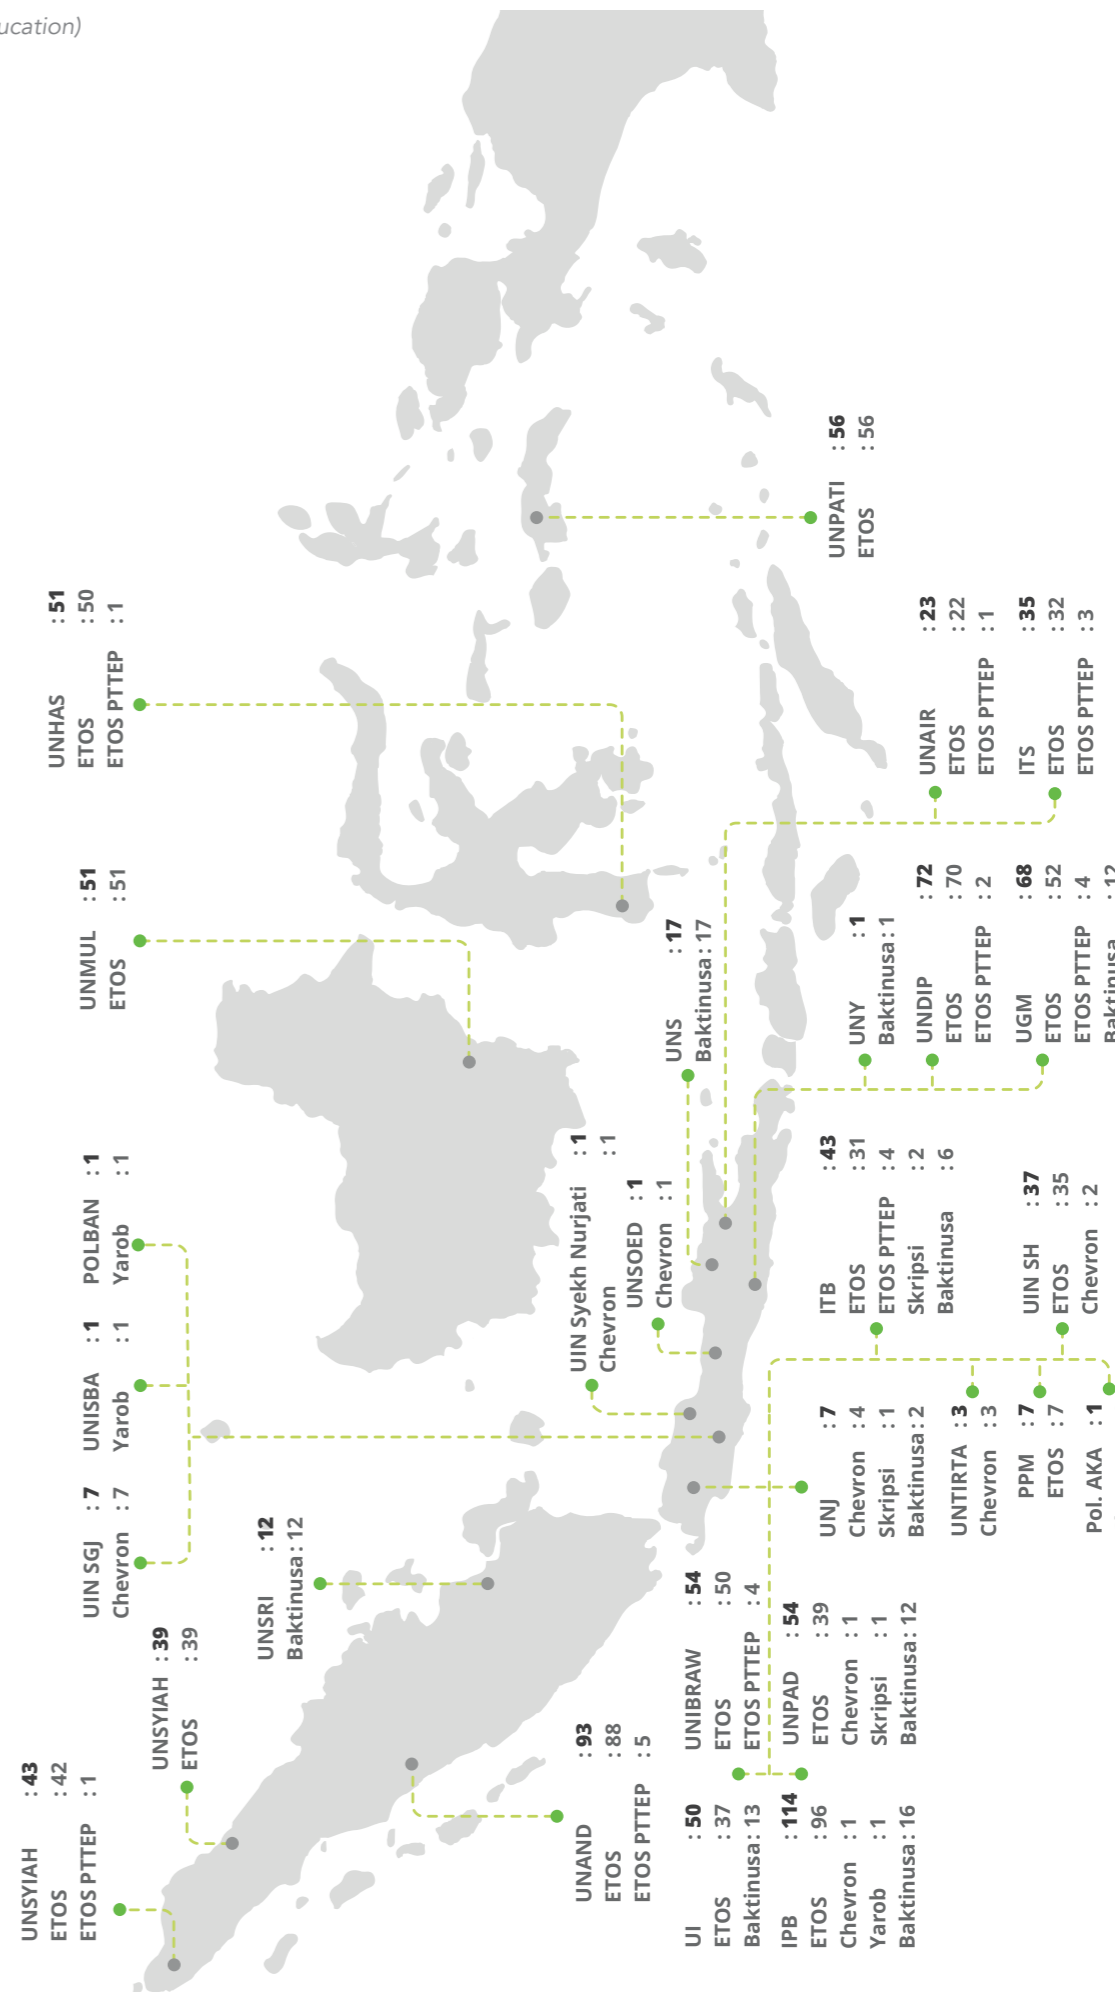 ucation)
UNSYIAH :43
ETOS :42
ETOS PTTEP :1
UNSYIAH :39
ETOS :39
UIN SGJ :7
Chevron :7
UNISBA :1
Yarob :1
POLBAN :1
Yarob :1
UNMUL :51
ETOS :51
UNHAS :51
ETOS :50
ETOS PTTEP :1
UNSRI :12
Baktinusa :12
UNAND :93
ETOS :88
ETOS PTTEP :5
UIN Syekh Nurjati :1
Chevron :1
UNSOED :1
Chevron :1
UNS :17
Baktinusa :17
UNPATI :56
ETOS :56
UI :50
ETOS :37
Baktinusa :13
IPB :114
ETOS :96
Chevron :1
Yarob :1
Baktinusa :16
UNIBRAW :54
ETOS :50
ETOS PTTEP :4
UNPAD :54
ETOS :39
Chevron :1
Skripsi :1
Baktinusa :12
UNJ :7
Chevron :4
Skripsi :1
Baktinusa :2
UNTIRTA :3
Chevron :3
PPM :7
ETOS :7
Pol. AKA :1
ITB :43
ETOS :31
ETOS PTTEP :4
Skripsi :2
Baktinusa :6
UIN SH :37
ETOS :35
Chevron :2
UNY :1
Baktinusa :1
UNDIP :72
ETOS :70
ETOS PTTEP :2
UGM :68
ETOS :52
ETOS PTTEP :4
Baktinusa :12
UNAIR :23
ETOS :22
ETOS PTTEP :1
ITS :35
ETOS :32
ETOS PTTEP :3